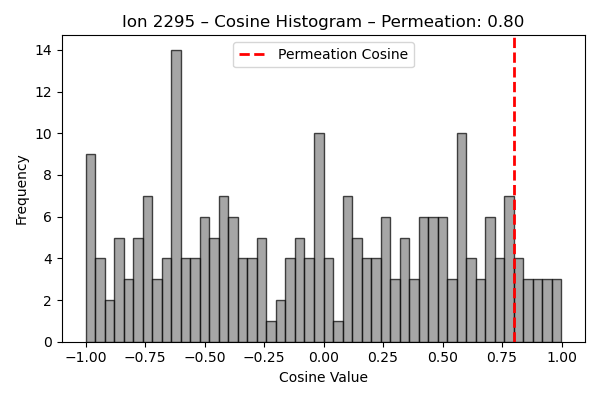 Ion 2295 – Cosine Histogram – Permeation: 0.80
Permeation Cosine
Frequency
14
12
10
8
6
4
2
0
−1.00 −0.75 −0.50 −0.25 0.00 0.25 0.50 0.75 1.00
Cosine Value